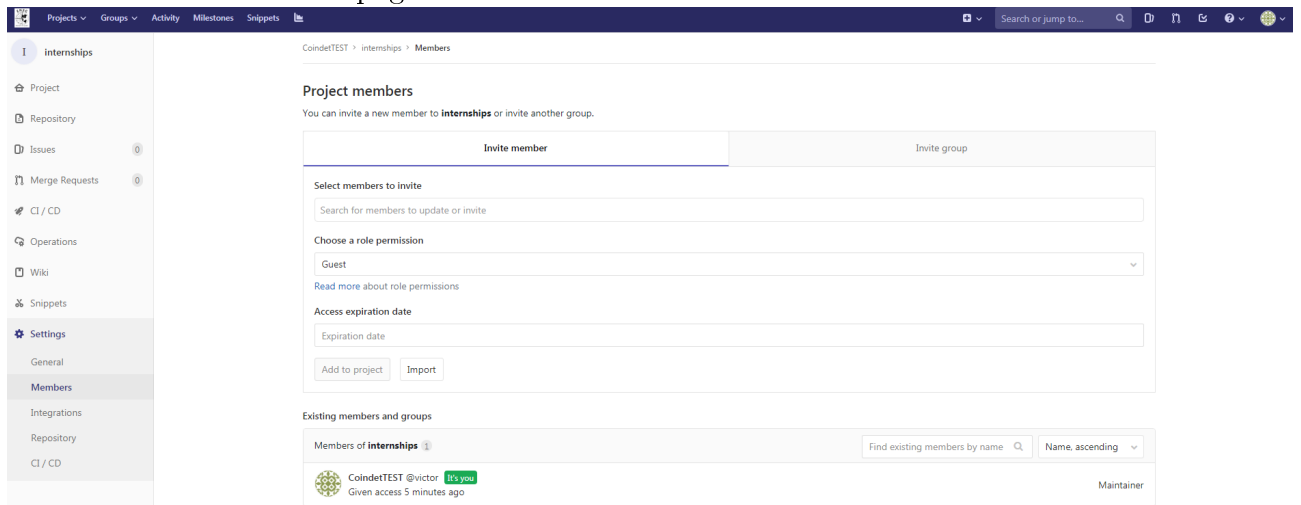 Projects Groups Activity Milestones Snippets Search or jump to...
I internships
Project
Repository
Issues 0
Merge Requests 0
CI / CD
Operations
Wiki
Snippets
Settings
General
Members
Integrations
Repository
CI / CD
CoindetTEST > internships > Members
Project members
You can invite a new member to internships or invite another group.
Invite member Invite group
Select members to invite
Search for members to update or invite
Choose a role permission
Guest
Read more about role permissions
Access expiration date
Expiration date
Add to project Import
Existing members and groups
Members of internships 1 Find existing members by name Name, ascending
CoindetTEST @victor It's you
Given access 5 minutes ago
Maintainer